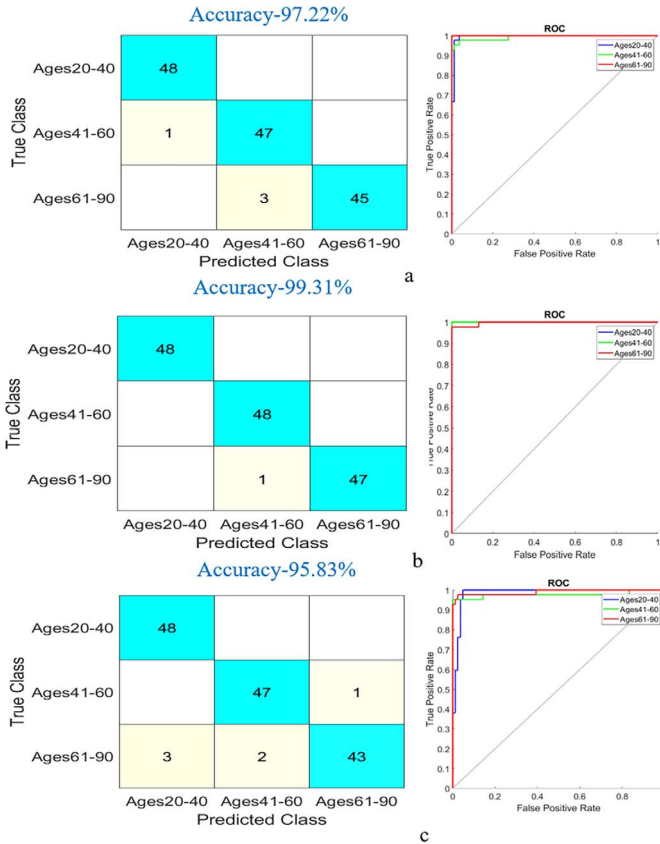 Accuracy-97.22%
True Class
Ages20-40
48
Ages41-60
1 47
Ages61-90
3 45
Ages20-40 Ages41-60 Ages61-90
Predicted Class
ROC
True Positive Rate
1
0.9
0.8
0.7
0.6
0.5
0.4
0.3
0.2
0.1
0
Ages20-40
Ages41-60
Ages61-90
0 0.2 0.4 0.6 0.8 1
False Positive Rate
a
Accuracy-99.31%
True Class
Ages20-40
48
Ages41-60
48
Ages61-90
1 47
Ages20-40 Ages41-60 Ages61-90
Predicted Class
ROC
True Positive Rate
1
0.9
0.8
0.7
0.6
0.5
0.4
0.3
0.2
0.1
0
Ages20-40
Ages41-60
Ages61-90
0 0.2 0.4 0.6 0.8 1
False Positive Rate
b
Accuracy-95.83%
True Class
Ages20-40
48
Ages41-60
47 1
Ages61-90
3 2 43
Ages20-40 Ages41-60 Ages61-90
Predicted Class
ROC
True Positive Rate
1
0.9
0.8
0.7
0.6
0.5
0.4
0.3
0.2
0.1
0
Ages20-40
Ages41-60
Ages61-90
0 0.2 0.4 0.6 0.8
False Positive Rate
c